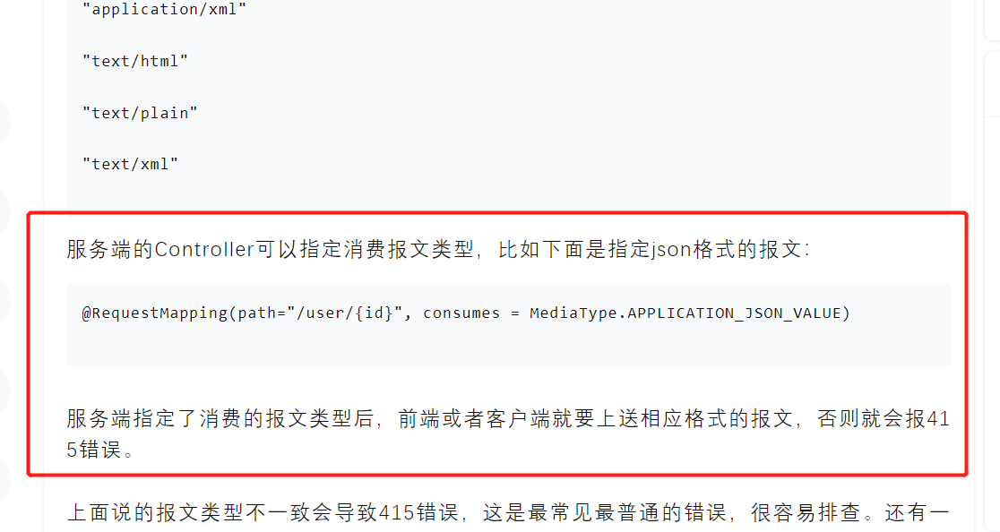 "application/xml"
"text/html"
"text/plain"
"text/xml"
服务端的Controller可以指定消费报文类型，比如下面是指定json格式的报文：
@RequestMapping(path="/user/{id}", consumes = MediaType.APPLICATION_JSON_VALUE)
服务端指定了消费的报文类型后，前端或者客户端就要上送相应格式的报文，否则就会报41
5错误。
上面说的报文类型不一致会导致415错误，这是最常见最普通的错误，很容易排查。还有一